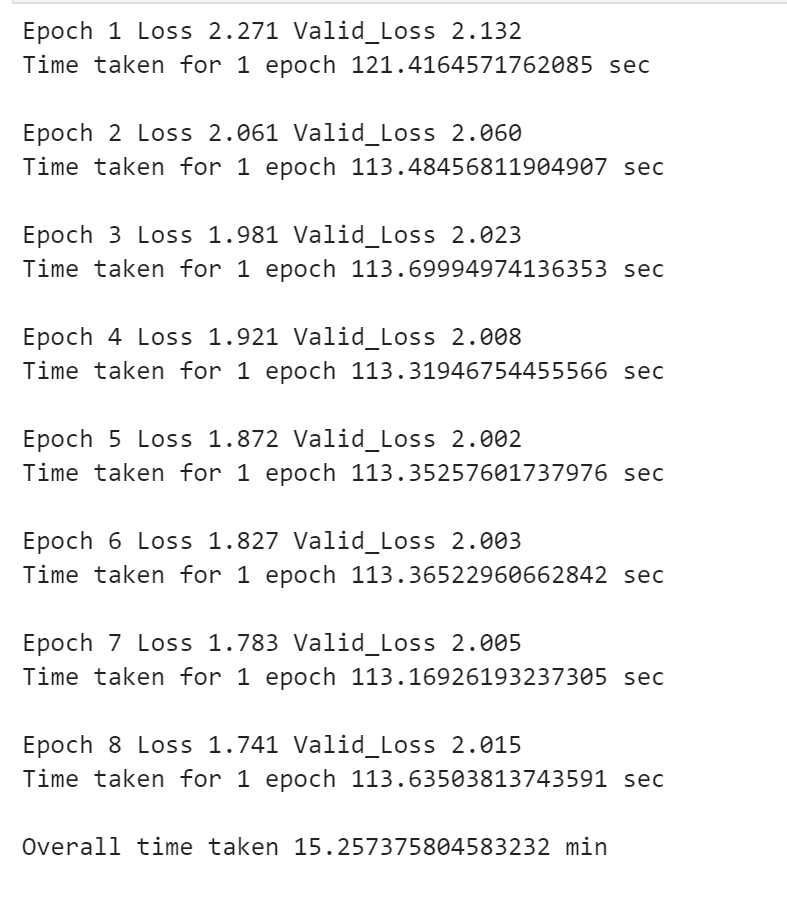 Epoch 1 Loss 2.271 Valid_Loss 2.132
Time taken for 1 epoch 121.4164571762085 sec
Epoch 2 Loss 2.061 Valid_Loss 2.060
Time taken for 1 epoch 113.48456811904907 sec
Epoch 3 Loss 1.981 Valid_Loss 2.023
Time taken for 1 epoch 113.69994974136353 sec
Epoch 4 Loss 1.921 Valid_Loss 2.008
Time taken for 1 epoch 113.31946754455566 sec
Epoch 5 Loss 1.872 Valid_Loss 2.002
Time taken for 1 epoch 113.35257601737976 sec
Epoch 6 Loss 1.827 Valid_Loss 2.003
Time taken for 1 epoch 113.36522960662842 sec
Epoch 7 Loss 1.783 Valid_Loss 2.005
Time taken for 1 epoch 113.16926193237305 sec
Epoch 8 Loss 1.741 Valid_Loss 2.015
Time taken for 1 epoch 113.63503813743591 sec
Overall time taken 15.257375804583232 min